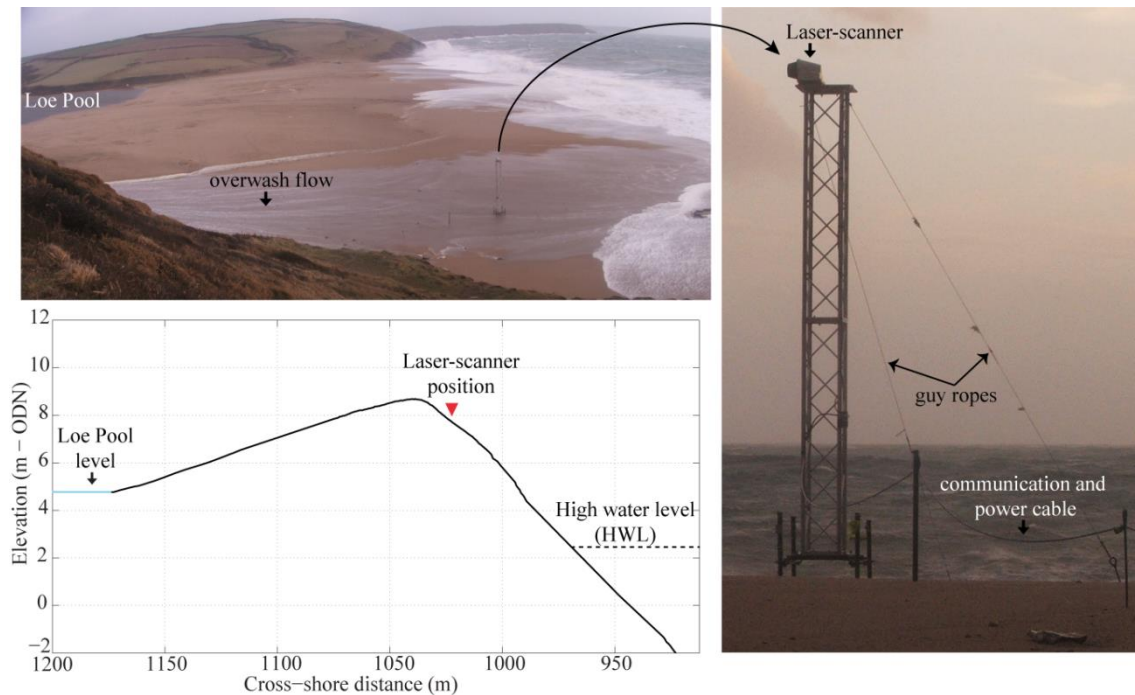 Loe Pool
overwash flow
Laser-scanner
guy ropes
communication and
power cable
12
10
8
6
4
2
0
−2
Elevation (m − ODN)
Loe Pool
level
Laser-scanner
position
High water level
(HWL)
1200
1150
1100
1050
1000
950
Cross−shore distance (m)